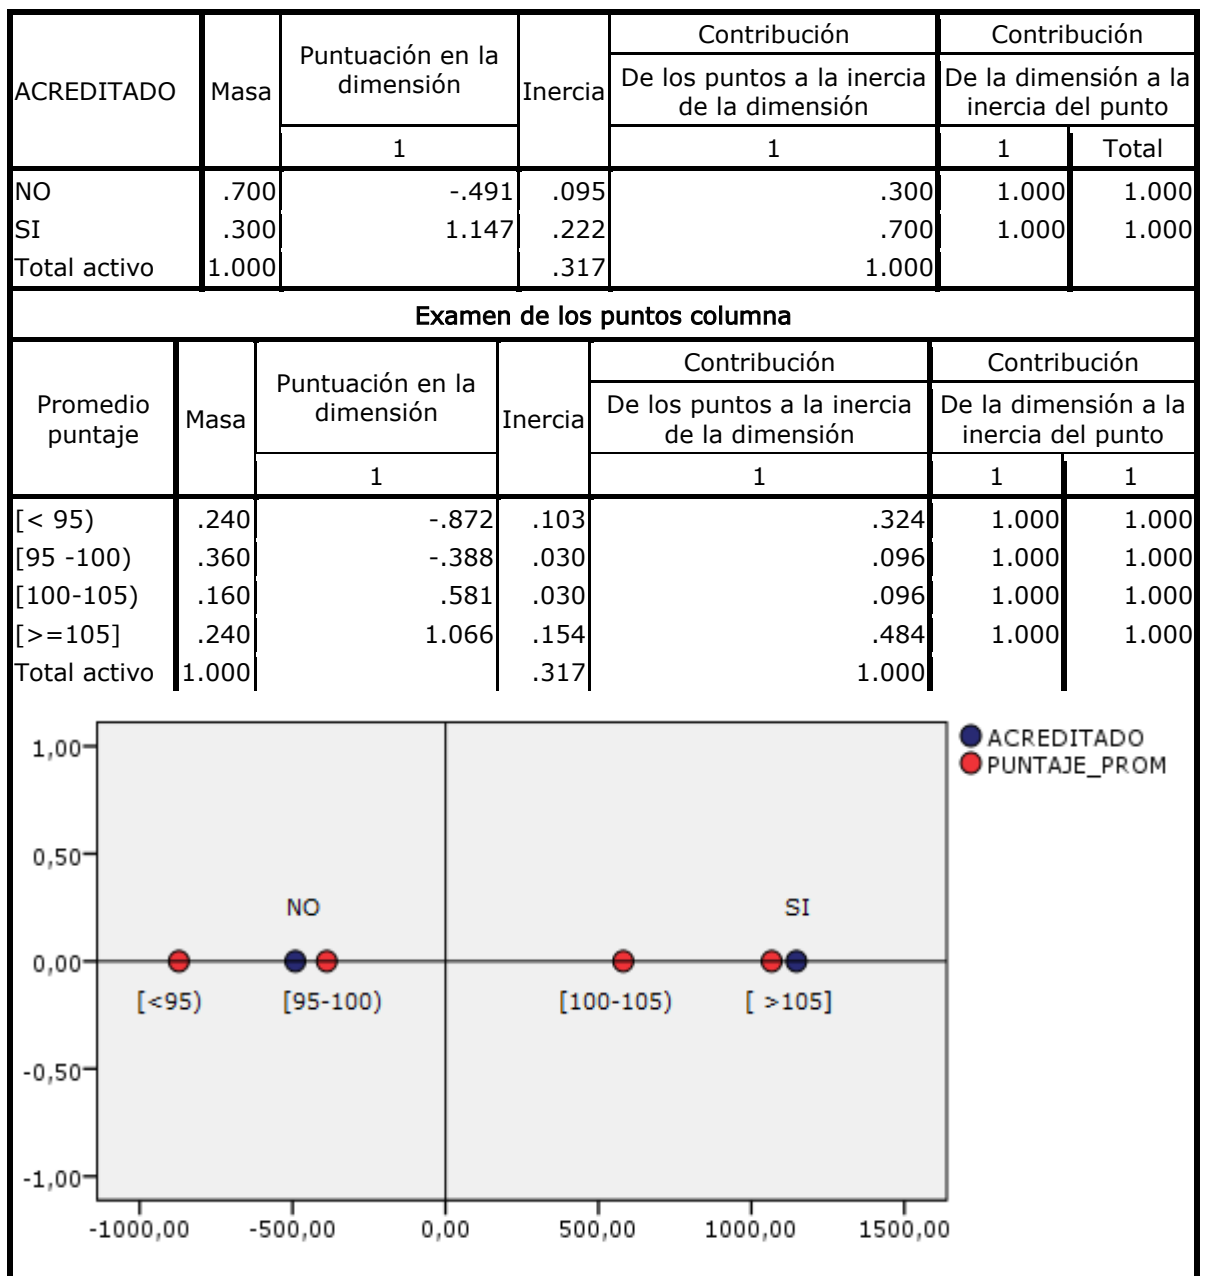 ACREDITADO Masa Puntuación en la dimensión Inercia Contribución Contribución
De los puntos a la inercia de la dimensión De la dimensión a la inercia del punto
1 1 1 Total
NO .700 -.491 .095 .300 1.000 1.000
SI .300 1.147 .222 .700 1.000 1.000
Total activo 1.000 .317 1.000
Examen de los puntos columna
Promedio puntaje Masa Puntuación en la dimensión Inercia Contribución Contribución
De los puntos a la inercia de la dimensión De la dimensión a la inercia del punto
1 1 1 1
[< 95) .240 -.872 .103 .324 1.000 1.000
[95 -100) .360 -.388 .030 .096 1.000 1.000
[100-105) .160 .581 .030 .096 1.000 1.000
[>=105] .240 1.066 .154 .484 1.000 1.000
Total activo 1.000 .317 1.000
ACREDITADO
PUNTAJE_PROM
1,00
0,50
NO SI
0,00
[<95) [95-100) [100-105) [ >105]
-0,50
-1,00
-1000,00 -500,00 0,00 500,00 1000,00 1500,00